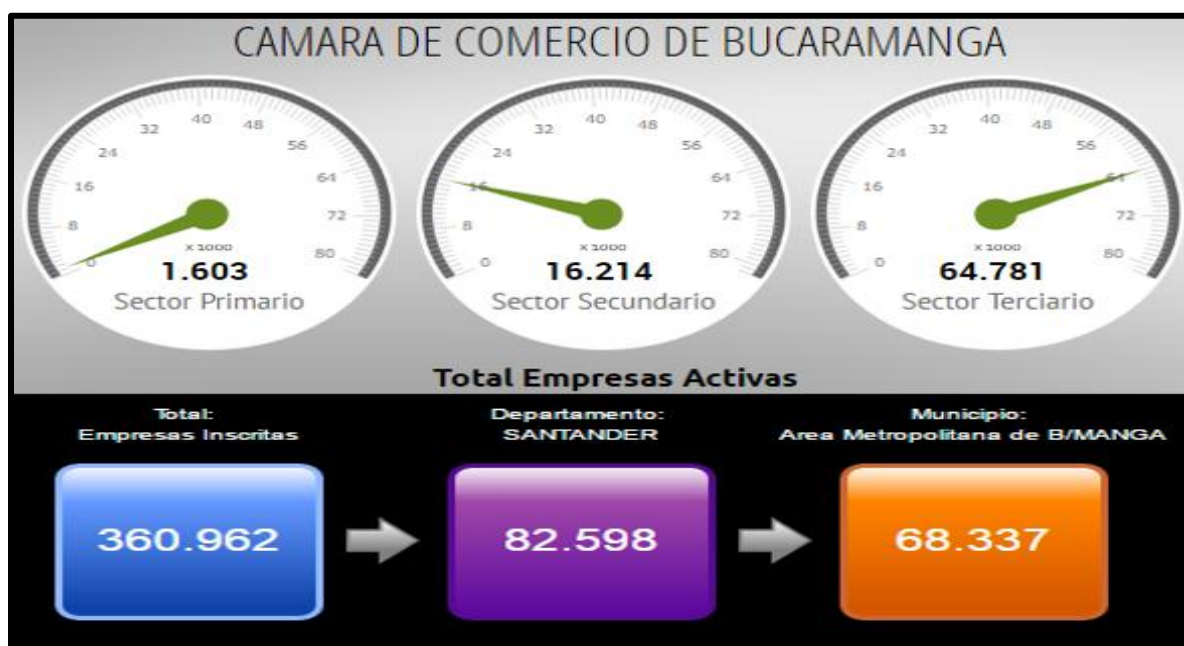 CAMARA DE COMERCIO DE BUCARAMANGA
0 8 16 24 32 40 48 56 64 72 80
x 1000
1.603
Sector Primario
0 8 16 24 32 40 48 56 64 72 80
x 1000
16.214
Sector Secundario
0 8 16 24 32 40 48 56 64 72 80
x 1000
64.781
Sector Terciario
Total Empresas Activas
Total:
Empresas Inscritas
360.962
Departamento:
SANTANDER
82.598
Municipio:
Area Metropolitana de B/MANGA
68.337